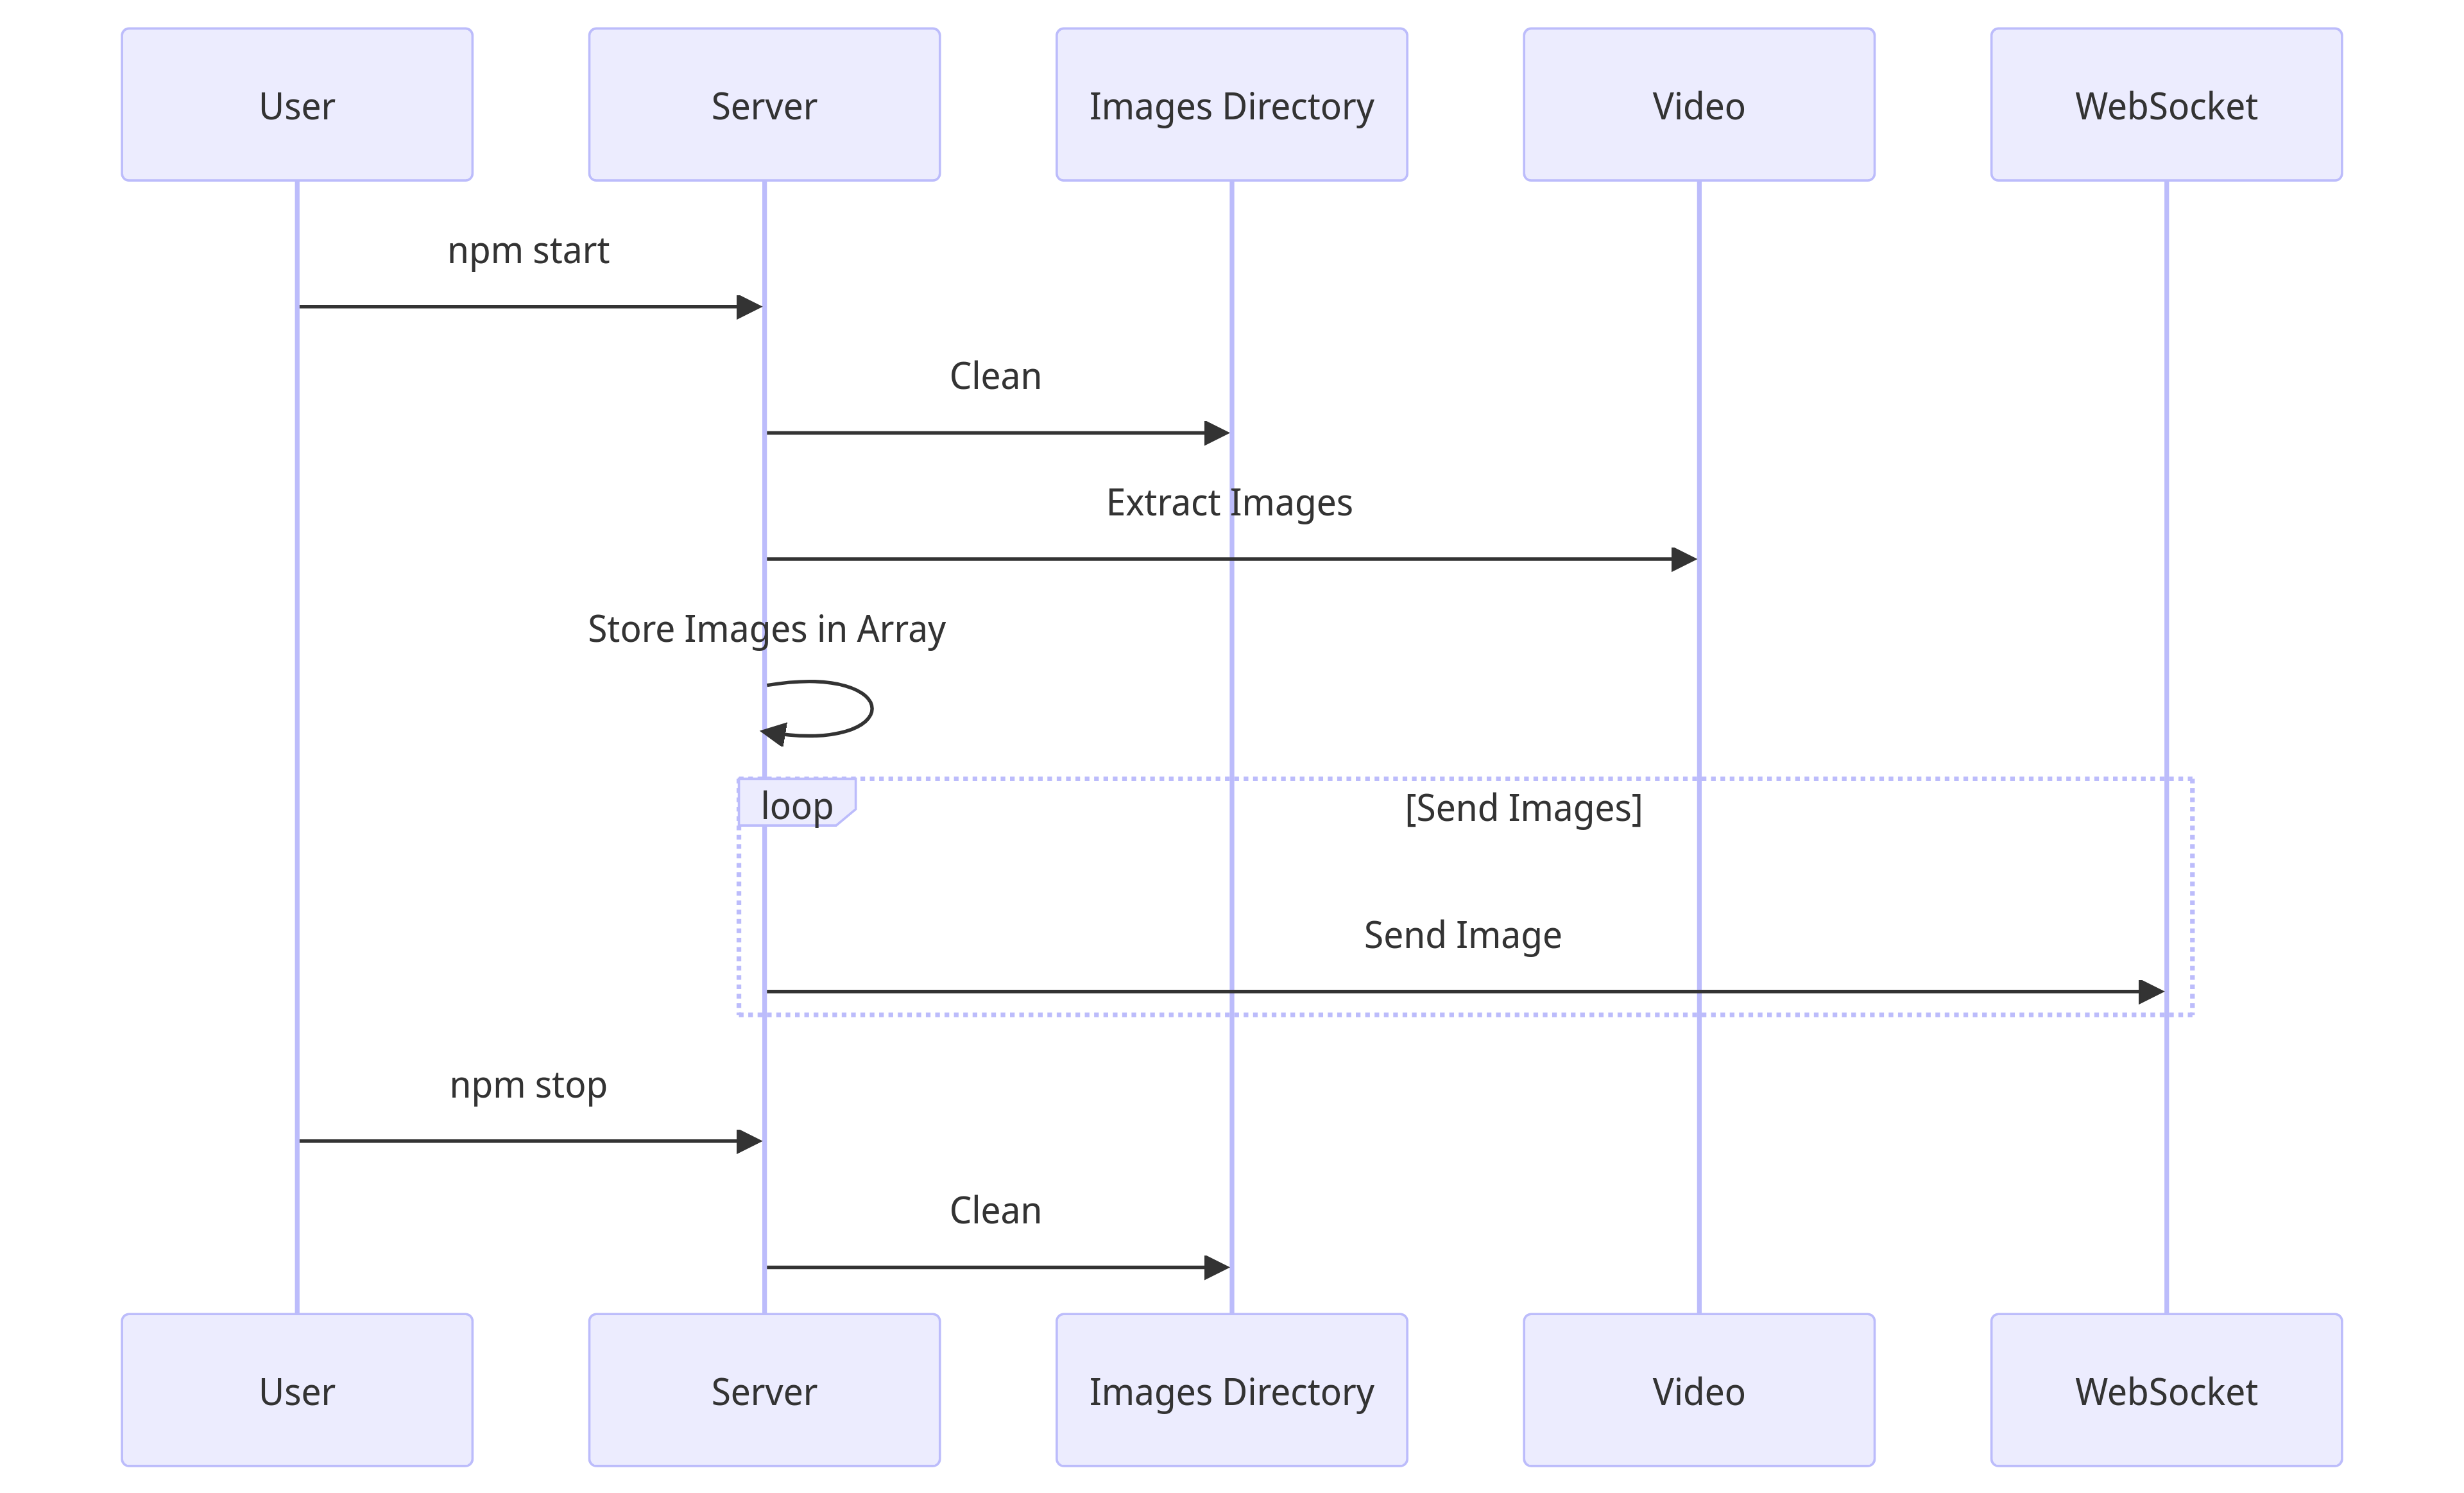 User
Server
Images Directory
Video
WebSocket
npm start
Clean
Extract Images
Store Images in Array
loop
[Send Images]
Send Image
npm stop
Clean
User
Server
Images Directory
Video
WebSocket